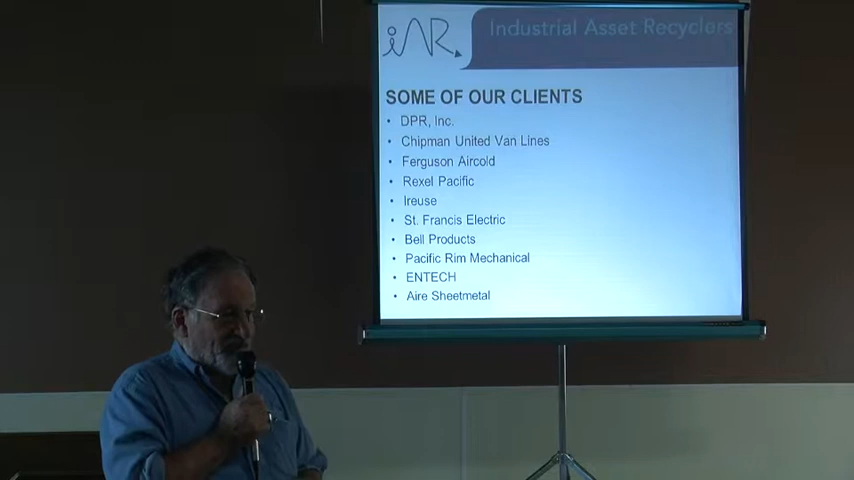 iAR
Industrial Asset Recyclers
SOME OF OUR CLIENTS
• DPR, Inc.
• Chipman United Van Lines
• Ferguson Aircold
• Rexel Pacific
• Ireuse
• St. Francis Electric
• Bell Products
• Pacific Rim Mechanical
• ENTECH
• Aire Sheetmetal